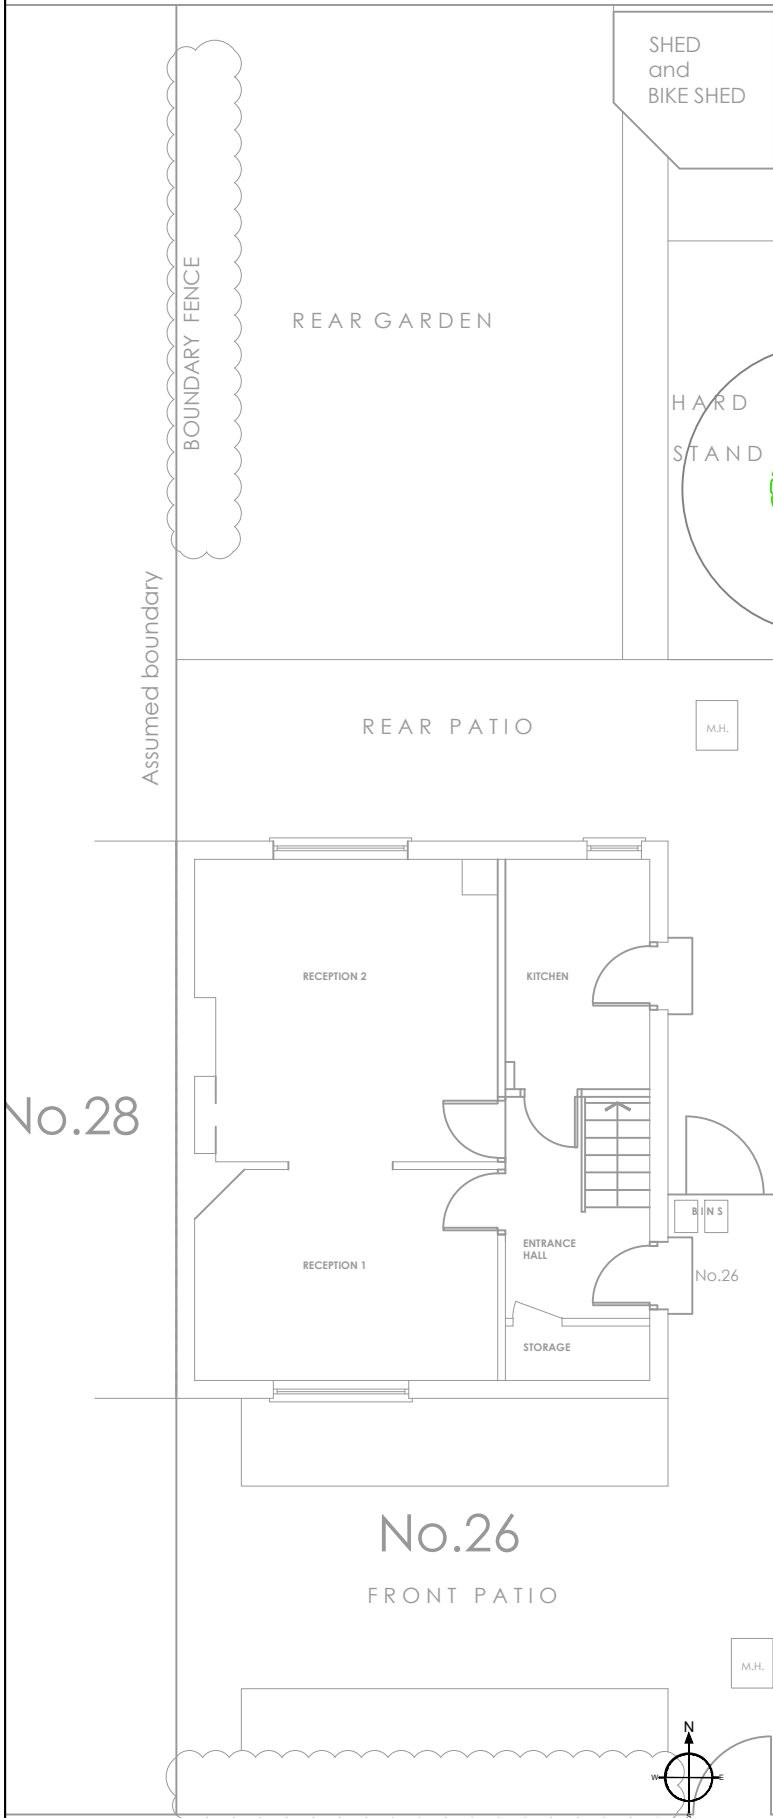 SHED
and
BIKE SHED
BOUNDARY FENCE
REAR GARDEN
HARD
STAND
Assumed boundary
REAR PATIO
M.H.
RECEPTION 2
KITCHEN
No.28
BINS
ENTRANCE
HALL
RECEPTION 1
No.26
STORAGE
No.26
FRONT PATIO
M.H.
N
W
E
S